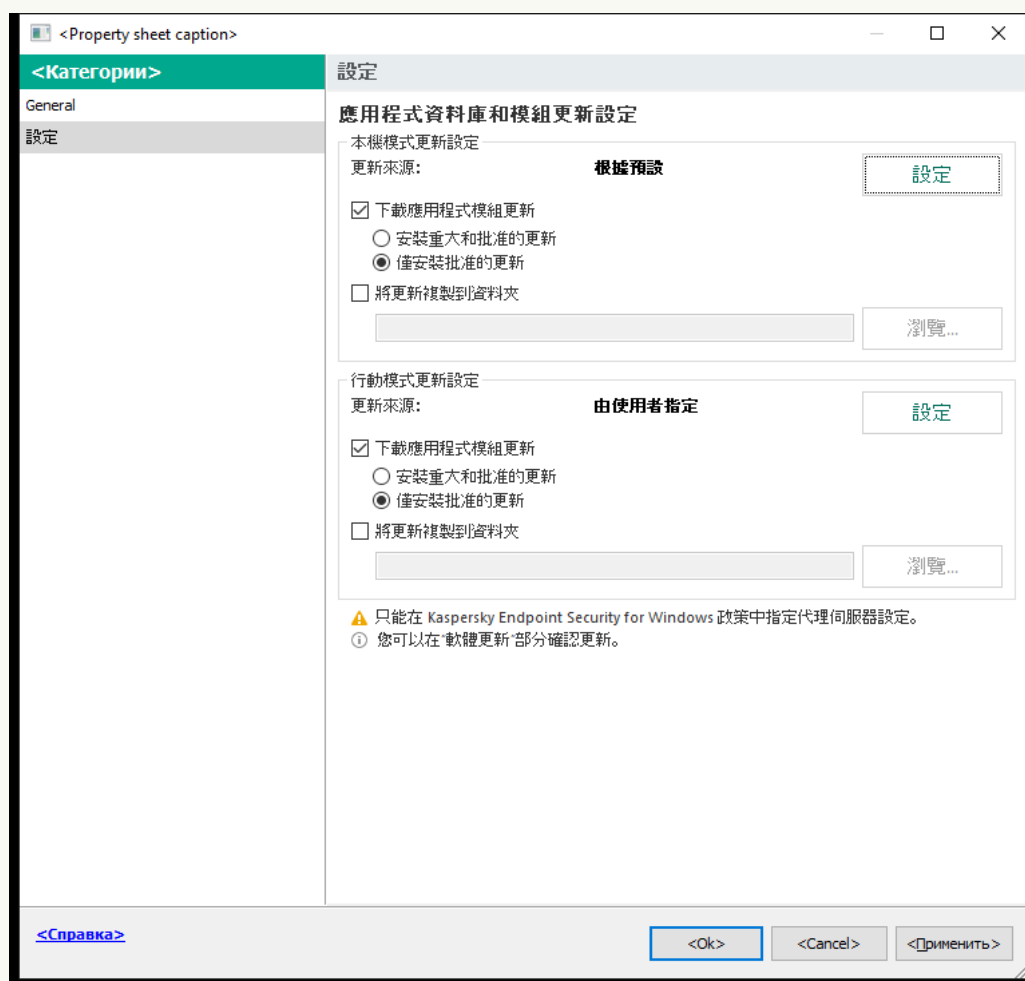 <Property sheet caption>
<Категории>
General
設定
設定
應用程式資料庫和模組更新設定
本機模式更新設定
更新來源: 根據預設 設定
下載應用程式模組更新
安裝重大和批准的更新
僅安裝批准的更新
將更新複製到資料夾
瀏覽...
行動模式更新設定
更新來源: 由使用者指定 設定
下載應用程式模組更新
安裝重大和批准的更新
僅安裝批准的更新
將更新複製到資料夾
瀏覽...
只能在 Kaspersky Endpoint Security for Windows 政策中指定代理伺服器設定。
您可以在"軟體更新"部分確認更新。
<Справка>
<Ok> <Cancel> <Применить>